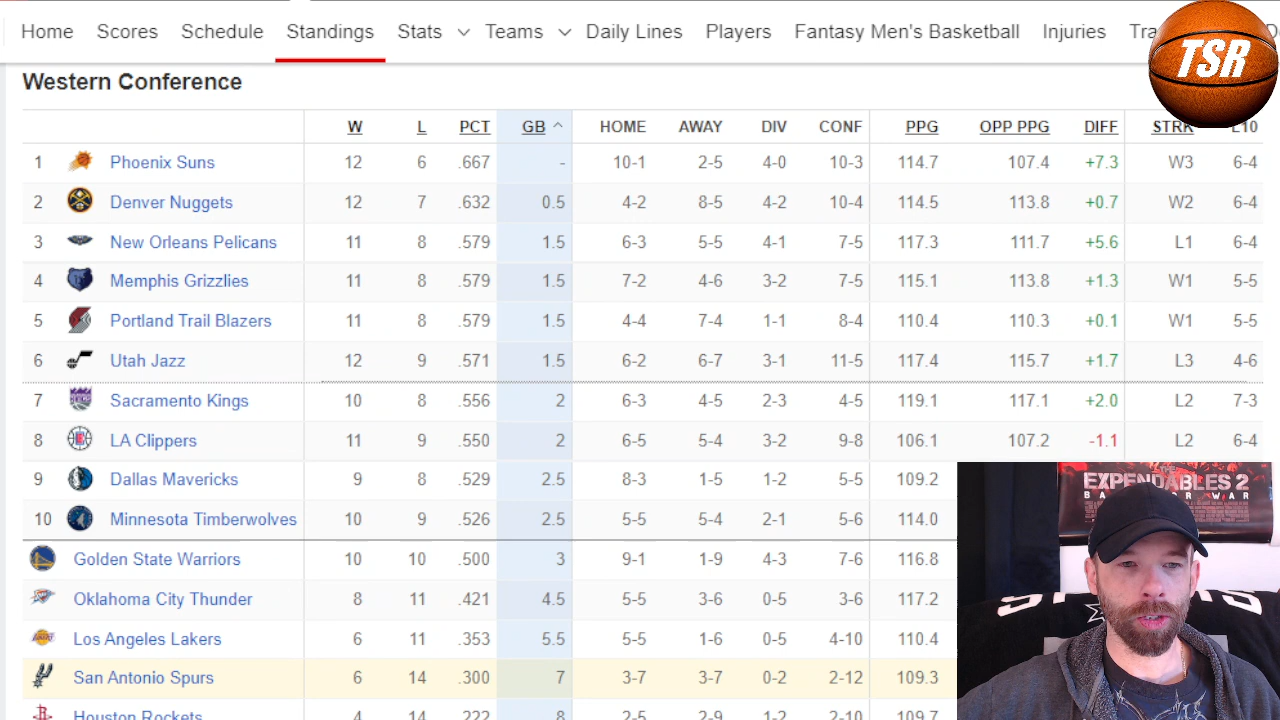 Home Scores Schedule Standings Stats Teams Daily Lines Players Fantasy Men's Basketball Injuries
TSR
Western Conference
W L PCT GB HOME AWAY DIV CONF PPG OPP PPG DIFF STRK L10
1 Phoenix Suns 12 6 .667 - 10-1 2-5 4-0 10-3 114.7 107.4 +7.3 W3 6-4
2 Denver Nuggets 12 7 .632 0.5 4-2 8-5 4-2 10-4 114.5 113.8 +0.7 W2 6-4
3 New Orleans Pelicans 11 8 .579 1.5 6-3 5-5 4-1 7-5 117.3 111.7 +5.6 L1 6-4
4 Memphis Grizzlies 11 8 .579 1.5 7-2 4-6 3-2 7-5 115.1 113.8 +1.3 W1 5-5
5 Portland Trail Blazers 11 8 .579 1.5 4-4 7-4 1-1 8-4 110.4 110.3 +0.1 W1 5-5
6 Utah Jazz 12 9 .571 1.5 6-2 6-7 3-1 11-5 117.4 115.7 +1.7 L3 4-6
7 Sacramento Kings 10 8 .556 2 6-3 4-5 2-3 4-5 119.1 117.1 +2.0 L2 7-3
8 LA Clippers 11 9 .550 2 6-5 5-4 3-2 9-8 106.1 107.2 -1.1 L2 6-4
9 Dallas Mavericks 9 8 .529 2.5 8-3 1-5 1-2 5-5 109.2
10 Minnesota Timberwolves 10 9 .526 2.5 5-5 5-4 2-1 5-6 114.0
Golden State Warriors 10 10 .500 3 9-1 1-9 4-3 7-6 116.8
Oklahoma City Thunder 8 11 .421 4.5 5-5 3-6 0-5 3-6 117.2
Los Angeles Lakers 6 11 .353 5.5 5-5 1-6 0-5 4-10 110.4
San Antonio Spurs 6 14 .300 7 3-7 3-7 0-2 2-12 109.3
Houston Rockets 4 14 .222 8 2-5 2-9 1-2 2-10 109.7
THE
EXPENDABLES 2